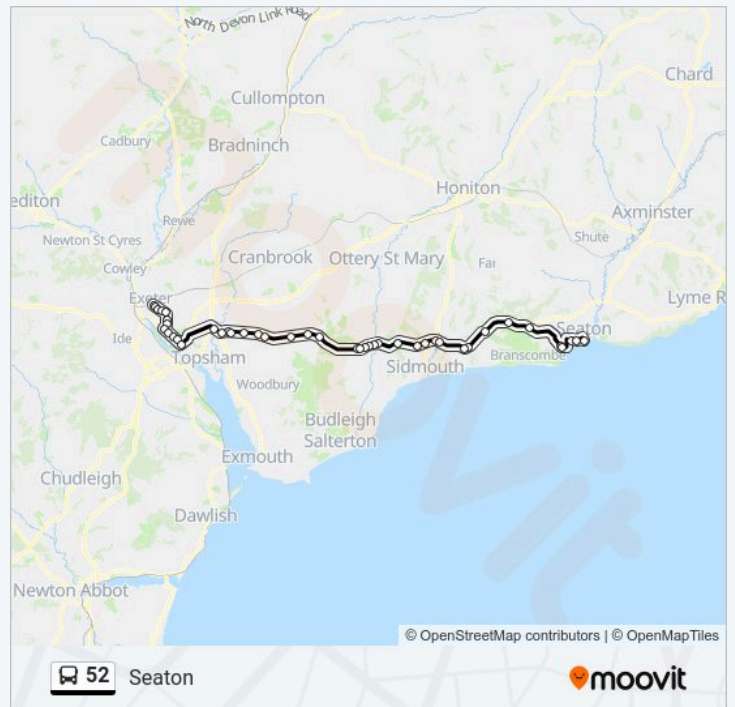 North Devon Link Road
Chard
Cullompton
Cadbury
Bradninch
Honiton
editon
Axminster
Rewe
Newton St Cyres
Shute
Cranbrook
Ottery St Mary
Fai
Cowley
Exeter
Lyme R
Seaton
Ide
Topsham
Branscombe
Sidmouth
Woodbury
Budleigh
Salterton
Exmouth
Chudleigh
Dawlish
Newton Abbot
© OpenStreetMap contributors | © OpenMapTiles
52 Seaton
moovit